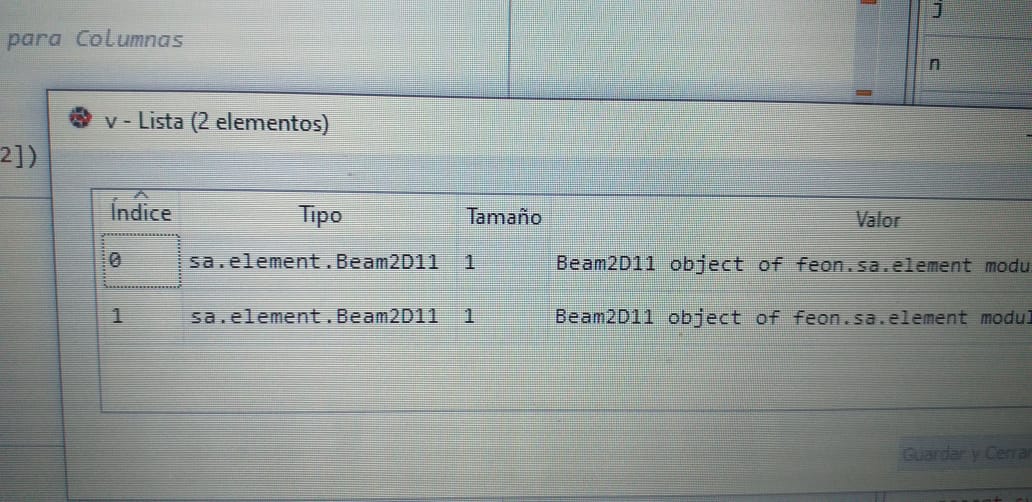 j
para Columnas
n
v - Lista (2 elementos)
2])
Índice Tipo Tamaño Valor
0 sa.element.Beam2D11 1 Beam2D11 object of feon.sa.element modu
1 sa.element.Beam2D11 1 Beam2D11 object of feon.sa.element modul
Guardar y Cerra